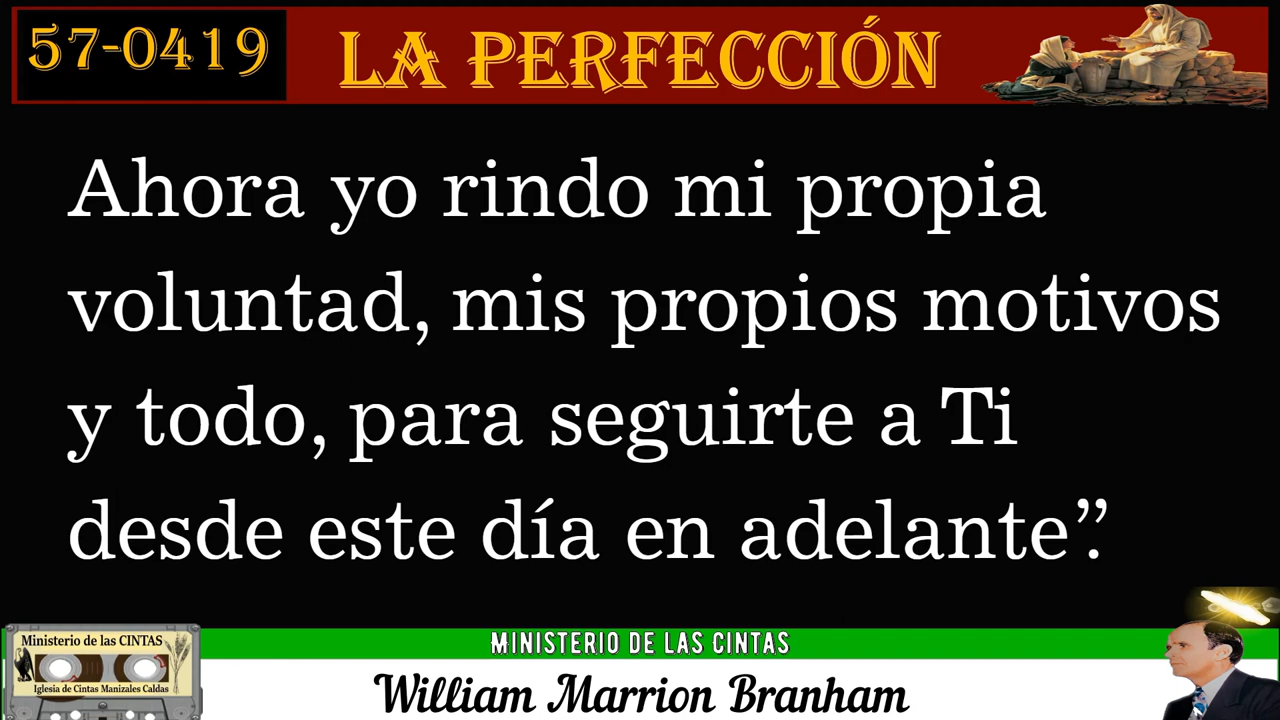 57-0419
LA PERFECCIÓN
Ahora yo rindo mi propia
voluntad, mis propios motivos
y todo, para seguirte a Ti
desde este día en adelante”.
Ministerio de las CINTAS
Iglesia de Cintas Manizales Caldas
MINISTERIO DE LAS CINTAS
William Marrion Branham